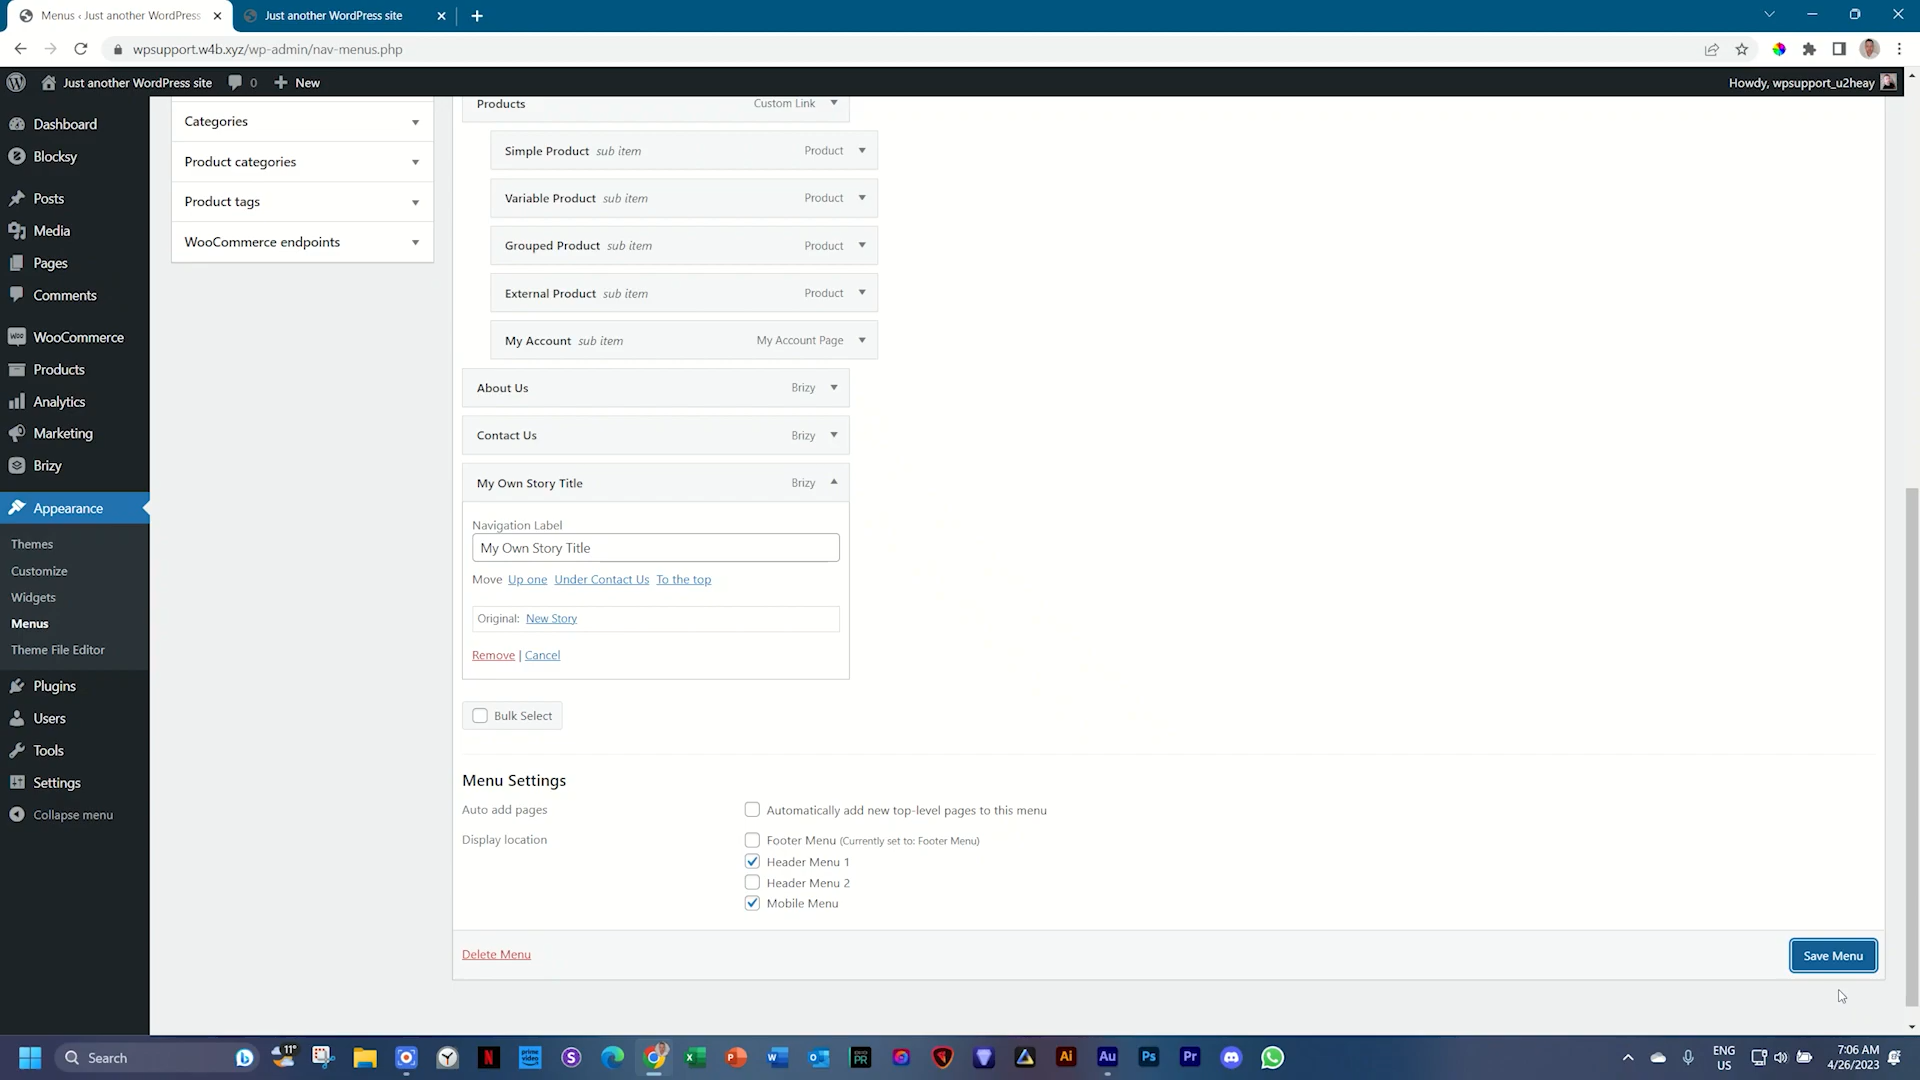 Menus ‹ Just another WordPress
Just another WordPress site
wpsupport.w4b.xyz/wp-admin/nav-menus.php
Just another WordPress site
0
New
Howdy, wpsupport_u2heay
Dashboard
Blocksy
Posts
Media
Pages
Comments
WooCommerce
Products
Analytics
Marketing
Brizy
Appearance
Themes
Customize
Widgets
Menus
Theme File Editor
Plugins
Users
Tools
Settings
Collapse menu
Categories
Product categories
Product tags
WooCommerce endpoints
Products Custom Link
Simple Product sub item Product
Variable Product sub item Product
Grouped Product sub item Product
External Product sub item Product
My Account sub item My Account Page
About Us Brizy
Contact Us Brizy
My Own Story Title Brizy
Navigation Label
My Own Story Title
Move Up one Under Contact Us To the top
Original: New Story
Remove | Cancel
Bulk Select
Menu Settings
Auto add pages Automatically add new top-level pages to this menu
Display location Footer Menu (Currently set to: Footer Menu)
Header Menu 1
Header Menu 2
Mobile Menu
Delete Menu
Save Menu
Search
11°
ENG
US
7:06 AM
4/26/2023